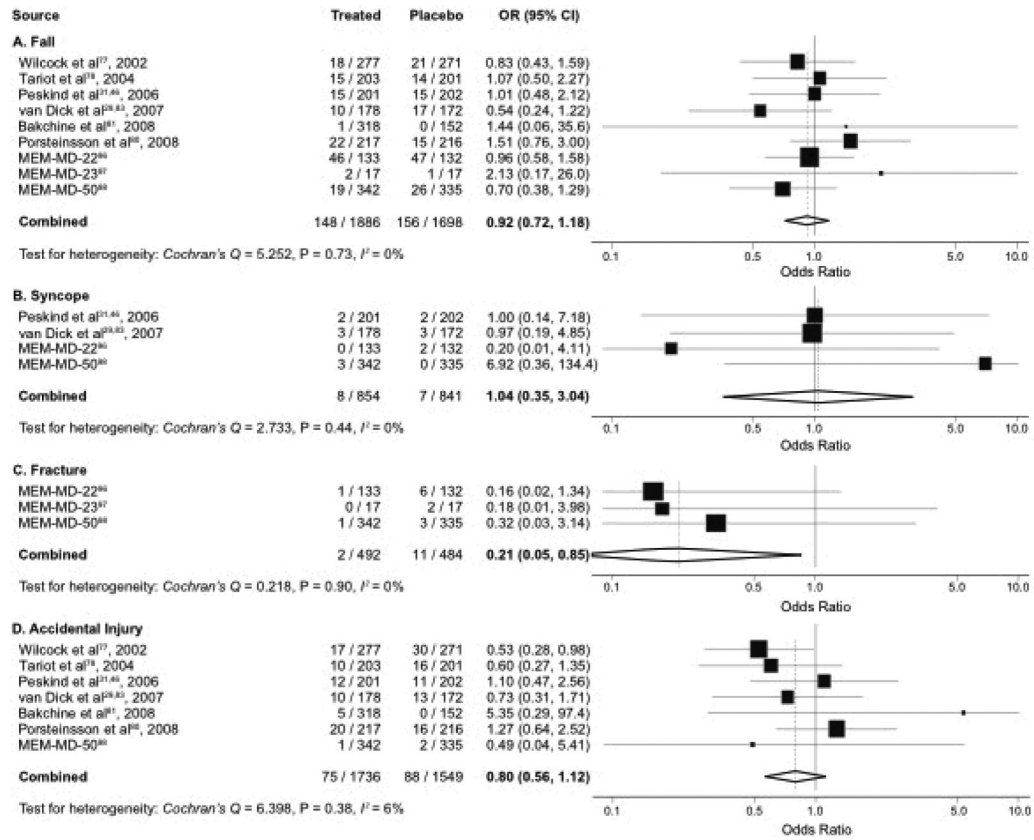 Source Treated Placebo OR (95% CI)
A. Fall
Wilcock et al⁷⁷, 2002 18 / 277 21 / 271 0.83 (0.43, 1.59)
Tariot et al⁷⁸, 2004 15 / 203 14 / 201 1.07 (0.50, 2.27)
Peskind et al³¹,⁴⁶, 2006 15 / 201 15 / 202 1.01 (0.48, 2.12)
van Dick et al²⁹,⁸³, 2007 10 / 178 17 / 172 0.54 (0.24, 1.22)
Bakchine et al⁸¹, 2008 1 / 318 0 / 152 1.44 (0.06, 35.6)
Porsteinsson et al⁸⁰, 2008 22 / 217 15 / 216 1.51 (0.76, 3.00)
MEM-MD-22⁸⁶ 46 / 133 47 / 132 0.96 (0.58, 1.58)
MEM-MD-23⁸⁷ 2 / 17 1 / 17 2.13 (0.17, 26.0)
MEM-MD-50⁸⁸ 19 / 342 26 / 335 0.70 (0.38, 1.29)
Combined 148 / 1886 156 / 1698 0.92 (0.72, 1.18)
Test for heterogeneity: Cochran's Q = 5.252, P = 0.73, I² = 0%
0.1 0.5 1.0 5.0 10.0
Odds Ratio
B. Syncope
Peskind et al³¹,⁴⁶, 2006 2 / 201 2 / 202 1.00 (0.14, 7.18)
van Dick et al²⁹,⁸³, 2007 3 / 178 3 / 172 0.97 (0.19, 4.85)
MEM-MD-22⁸⁶ 0 / 133 2 / 132 0.20 (0.01, 4.11)
MEM-MD-50⁸⁸ 3 / 342 0 / 335 6.92 (0.36, 134.4)
Combined 8 / 854 7 / 841 1.04 (0.35, 3.04)
Test for heterogeneity: Cochran's Q = 2.733, P = 0.44, I² = 0%
0.1 0.5 1.0 5.0 10.0
Odds Ratio
C. Fracture
MEM-MD-22⁸⁶ 1 / 133 6 / 132 0.16 (0.02, 1.34)
MEM-MD-23⁸⁷ 0 / 17 2 / 17 0.18 (0.01, 3.98)
MEM-MD-50⁸⁸ 1 / 342 3 / 335 0.32 (0.03, 3.14)
Combined 2 / 492 11 / 484 0.21 (0.05, 0.85)
Test for heterogeneity: Cochran's Q = 0.218, P = 0.90, I² = 0%
0.1 0.5 1.0 5.0 10.0
Odds Ratio
D. Accidental Injury
Wilcock et al⁷⁷, 2002 17 / 277 30 / 271 0.53 (0.28, 0.98)
Tariot et al⁷⁸, 2004 10 / 203 16 / 201 0.60 (0.27, 1.35)
Peskind et al³¹,⁴⁶, 2006 12 / 201 11 / 202 1.10 (0.47, 2.56)
van Dick et al²⁹,⁸³, 2007 10 / 178 13 / 172 0.73 (0.31, 1.71)
Bakchine et al⁸¹, 2008 5 / 318 0 / 152 5.35 (0.29, 97.4)
Porsteinsson et al⁸⁰, 2008 20 / 217 16 / 216 1.27 (0.64, 2.52)
MEM-MD-50⁸⁸ 1 / 342 2 / 335 0.49 (0.04, 5.41)
Combined 75 / 1736 88 / 1549 0.80 (0.56, 1.12)
Test for heterogeneity: Cochran's Q = 6.398, P = 0.38, I² = 6%
0.1 0.5 1.0 5.0 10.0
Odds Ratio